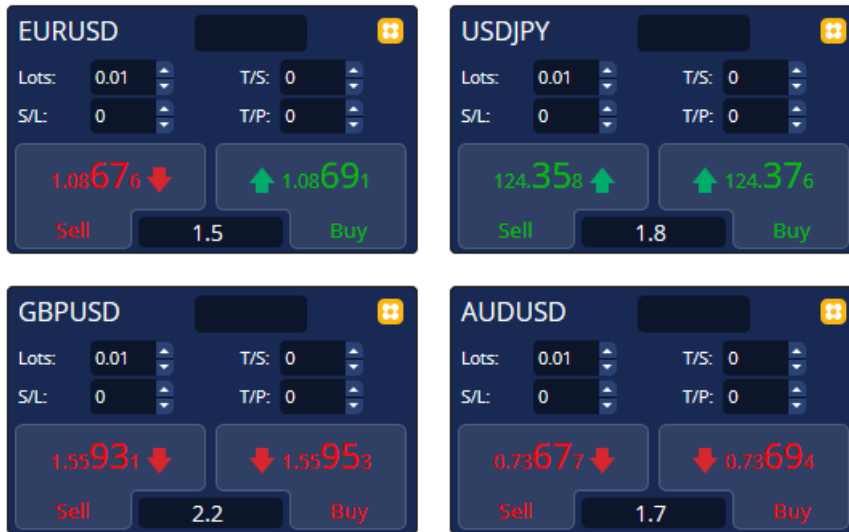 EURUSD
Lots: 0.01 T/S: 0
S/L: 0 T/P: 0
1.08676 1.08691
Sell 1.5 Buy
USDJPY
Lots: 0.01 T/S: 0
S/L: 0 T/P: 0
124.358 124.376
Sell 1.8 Buy
GBPUSD
Lots: 0.01 T/S: 0
S/L: 0 T/P: 0
1.55931 1.55953
Sell 2.2 Buy
AUDUSD
Lots: 0.01 T/S: 0
S/L: 0 T/P: 0
0.73677 0.73694
Sell 1.7 Buy